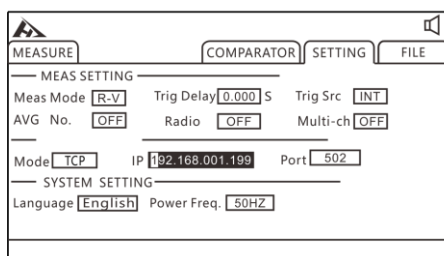 MEASURE COMPARATOR SETTING FILE
MEAS SETTING
Meas Mode R-V Trig Delay 0.000 S Trig Src INT
AVG No. OFF Radio OFF Multi-ch OFF
Mode TCP IP 192.168.001.199 Port 502
SYSTEM SETTING
Language English Power Freq. 50HZ